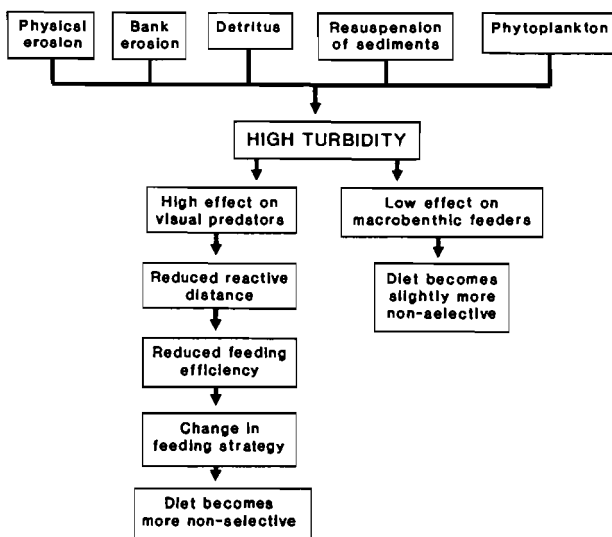 Physical
erosion
Bank
erosion
Detritus
Resuspension
of sediments
Phytoplankton
HIGH TURBIDITY
High effect on
visual predators
Low effect on
macrobenthic feeders
Reduced reactive
distance
Diet becomes
slightly more
non-selective
Reduced feeding
efficiency
Change in
feeding strategy
Diet becomes
more non-selective